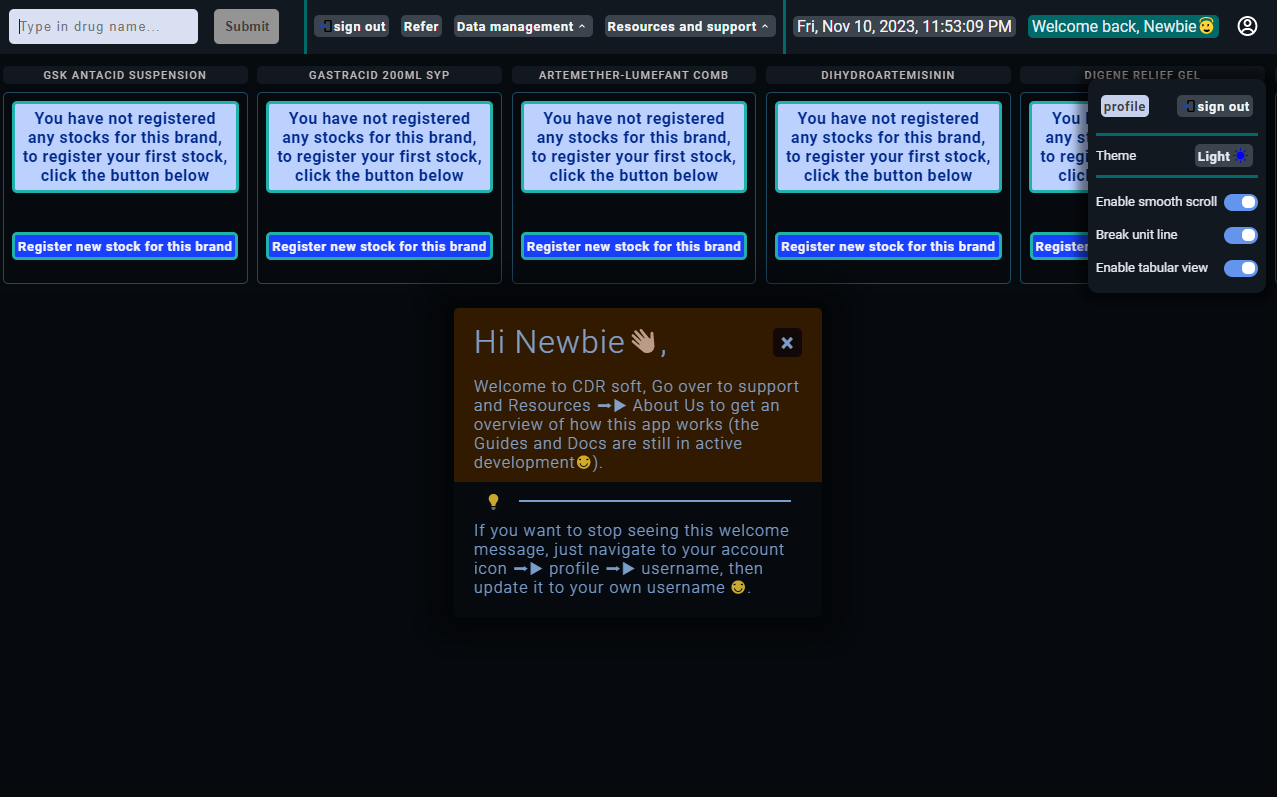 Type in drug name...
Submit
sign out
Refer
Data management
Resources and support
Fri, Nov 10, 2023, 11:53:09 PM
Welcome back, Newbie😇
GSK ANTACID SUSPENSION
GASTRACID 200ML SYP
ARTEMETHER-LUMEFANT COMB
DIHYDROARTEMISININ
DIGENE RELIEF GEL
You have not registered
any stocks for this brand,
to register your first stock,
click the button below
Register new stock for this brand
You have not registered
any stocks for this brand,
to register your first stock,
click the button below
Register new stock for this brand
You have not registered
any stocks for this brand,
to register your first stock,
click the button below
Register new stock for this brand
You have not registered
any stocks for this brand,
to register your first stock,
click the button below
Register new stock for this brand
You
any
to
Register
profile
sign out
Theme
Light
Enable smooth scroll
Break unit line
Enable tabular view
Hi Newbie👋,
Welcome to CDR soft, Go over to support
and Resources ➞▶ About Us to get an
overview of how this app works (the
Guides and Docs are still in active
development😉).
If you want to stop seeing this welcome
message, just navigate to your account
icon ➞▶ profile ➞▶ username, then
update it to your own username 😉.